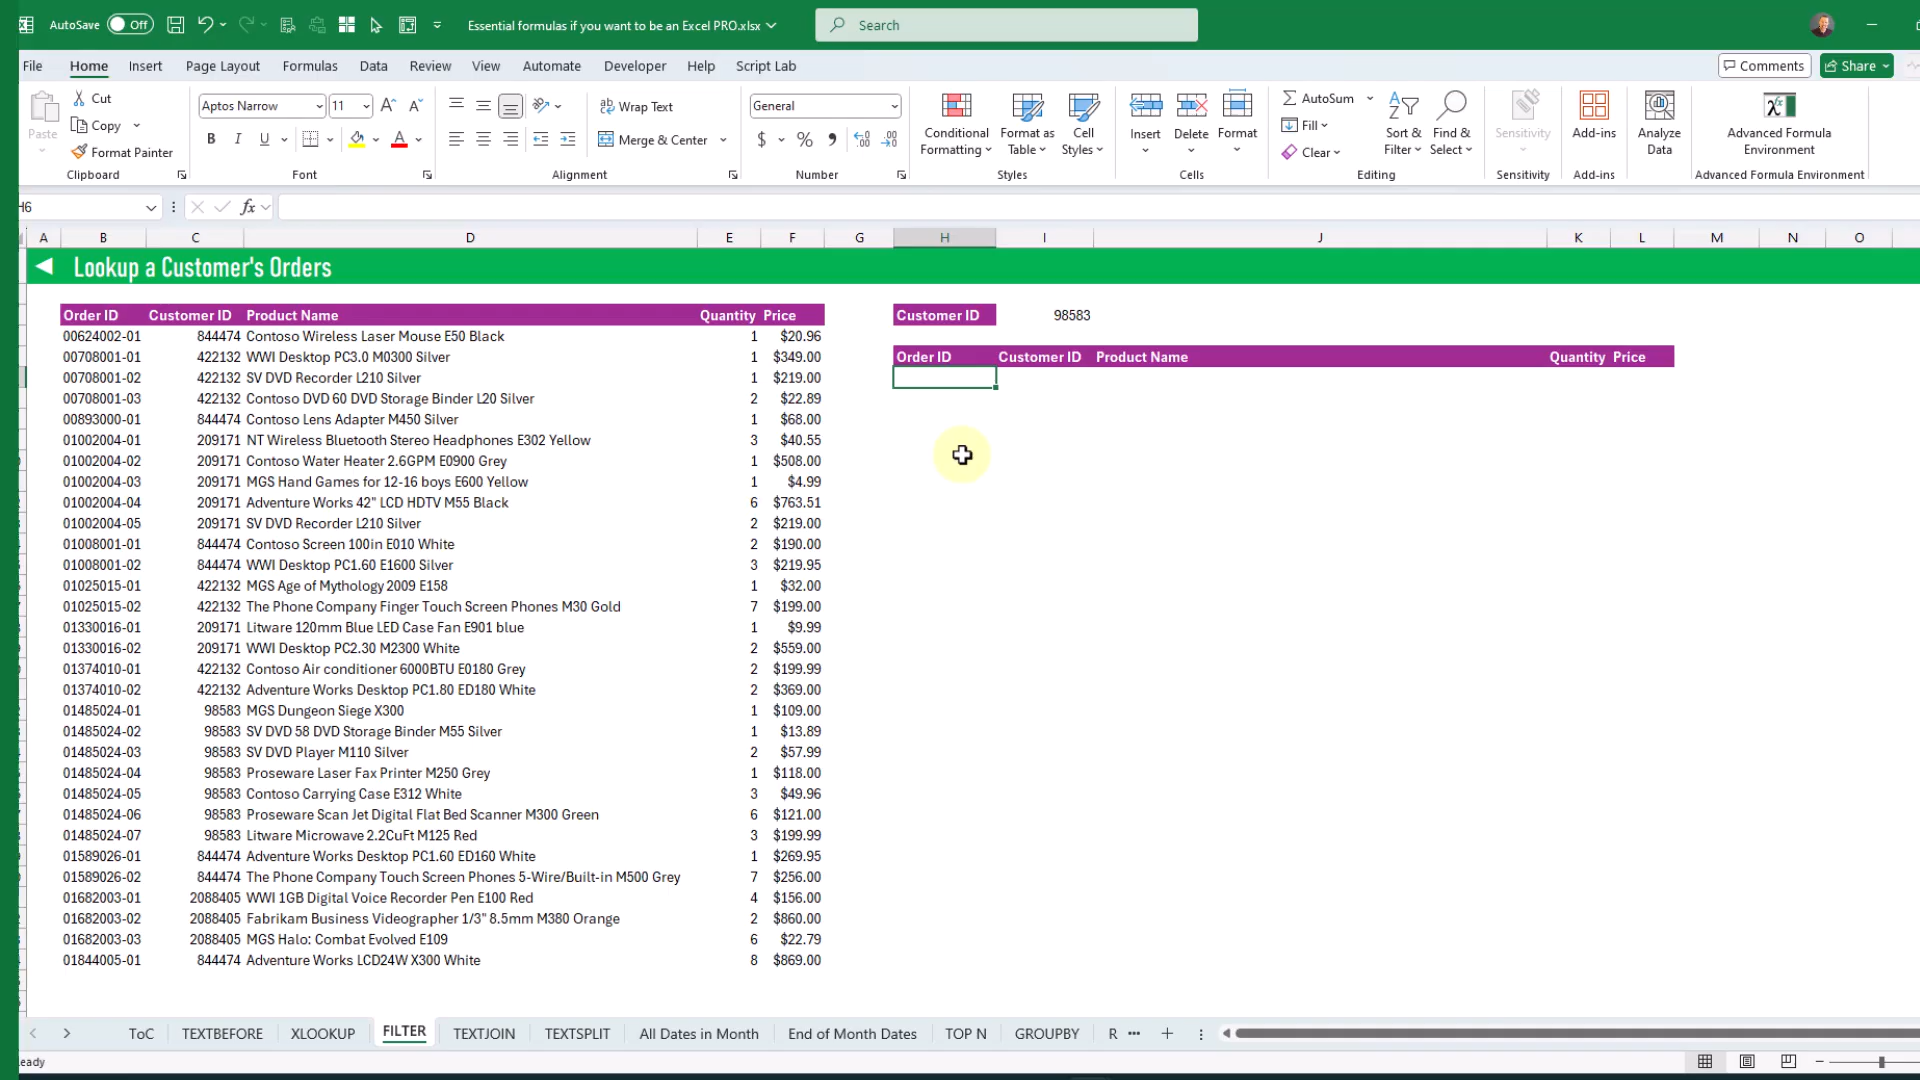 AutoSave Off Essential formulas if you want to be an Excel PRO.xlsx Search
File Home Insert Page Layout Formulas Data Review View Automate Developer Help Script Lab Comments Share
Paste Cut Copy Format Painter Clipboard
Aptos Narrow 11 B I U A Font
Wrap Text Merge & Center Alignment
General $ % Number
Conditional Formatting Format as Table Cell Styles Styles
Insert Delete Format Cells
AutoSum Fill Clear Sort & Filter Find & Select Editing
Sensitivity Sensitivity
Add-ins Add-ins
Analyze Data
Advanced Formula Environment Advanced Formula Environment
H6 fx
A B C D E F G H I J K L M N O
Lookup a Customer's Orders
Order ID Customer ID Product Name Quantity Price
00624002-01 844474 Contoso Wireless Laser Mouse E50 Black 1 $20.96
00708001-01 422132 WWI Desktop PC3.0 M0300 Silver 1 $349.00
00708001-02 422132 SV DVD Recorder L210 Silver 1 $219.00
00708001-03 422132 Contoso DVD 60 DVD Storage Binder L20 Silver 2 $22.89
00893000-01 844474 Contoso Lens Adapter M450 Silver 1 $68.00
01002004-01 209171 NT Wireless Bluetooth Stereo Headphones E302 Yellow 3 $40.55
01002004-02 209171 Contoso Water Heater 2.6GPM E0900 Grey 1 $508.00
01002004-03 209171 MGS Hand Games for 12-16 boys E600 Yellow 1 $4.99
01002004-04 209171 Adventure Works 42" LCD HDTV M55 Black 6 $763.51
01002004-05 209171 SV DVD Recorder L210 Silver 2 $219.00
01008001-01 844474 Contoso Screen 100in E010 White 2 $190.00
01008001-02 844474 WWI Desktop PC1.60 E1600 Silver 3 $219.95
01025015-01 422132 MGS Age of Mythology 2009 E158 1 $32.00
01025015-02 422132 The Phone Company Finger Touch Screen Phones M30 Gold 7 $199.00
01330016-01 209171 Litware 120mm Blue LED Case Fan E901 blue 1 $9.99
01330016-02 209171 WWI Desktop PC2.30 M2300 White 2 $559.00
01374010-01 422132 Contoso Air conditioner 6000BTU E0180 Grey 2 $199.99
01374010-02 422132 Adventure Works Desktop PC1.80 ED180 White 2 $369.00
01485024-01 98583 MGS Dungeon Siege X300 1 $109.00
01485024-02 98583 SV DVD 58 DVD Storage Binder M55 Silver 1 $13.89
01485024-03 98583 SV DVD Player M110 Silver 2 $57.99
01485024-04 98583 Proseware Laser Fax Printer M250 Grey 1 $118.00
01485024-05 98583 Contoso Carrying Case E312 White 3 $49.96
01485024-06 98583 Proseware Scan Jet Digital Flat Bed Scanner M300 Green 6 $121.00
01485024-07 98583 Litware Microwave 2.2CuFt M125 Red 3 $199.99
01589026-01 844474 Adventure Works Desktop PC1.60 ED160 White 1 $269.95
01589026-02 844474 The Phone Company Touch Screen Phones 5-Wire/Built-in M500 Grey 7 $256.00
01682003-01 2088405 WWI 1GB Digital Voice Recorder Pen E100 Red 4 $156.00
01682003-02 2088405 Fabrikam Business Videographer 1/3" 8.5mm M380 Orange 2 $860.00
01682003-03 2088405 MGS Halo: Combat Evolved E109 6 $22.79
01844005-01 844474 Adventure Works LCD24W X300 White 8 $869.00
Customer ID 98583
Order ID Customer ID Product Name Quantity Price
ToC TEXTBEFORE XLOOKUP FILTER TEXTJOIN TEXTSPLIT All Dates in Month End of Month Dates TOP N GROUPBY R ...
eady